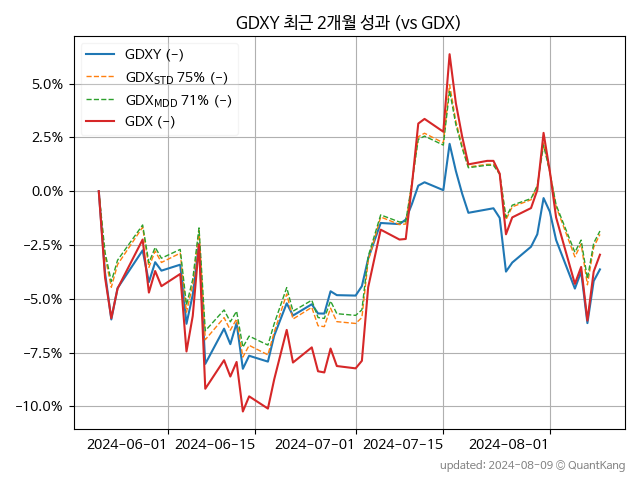 GDXY 최근 2개월 성과 (vs GDX)
GDXY (-)
GDX_STD 75% (-)
GDX_MDD 71% (-)
GDX (-)
5.0%
2.5%
0.0%
−2.5%
−5.0%
−7.5%
−10.0%
2024-06-01 2024-06-15 2024-07-01 2024-07-15 2024-08-01
updated: 2024-08-09 © QuantKang